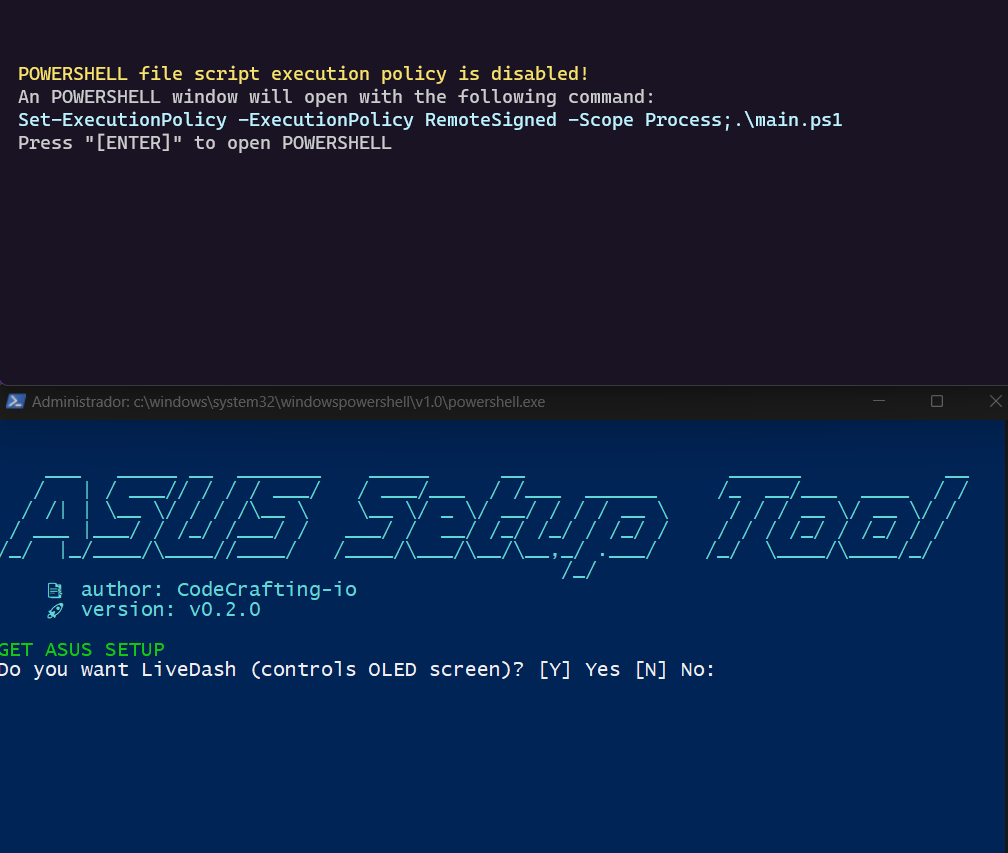 POWERSHELL file script execution policy is disabled!
An POWERSHELL window will open with the following command:
Set-ExecutionPolicy -ExecutionPolicy RemoteSigned -Scope Process;.\main.ps1
Press "[ENTER]" to open POWERSHELL
Administrador: c:\windows\system32\windowspowershell\v1.0\powershell.exe
ASUS Setup Tool
author: CodeCrafting-io
version: v0.2.0
GET ASUS SETUP
Do you want LiveDash (controls OLED screen)? [Y] Yes [N] No: